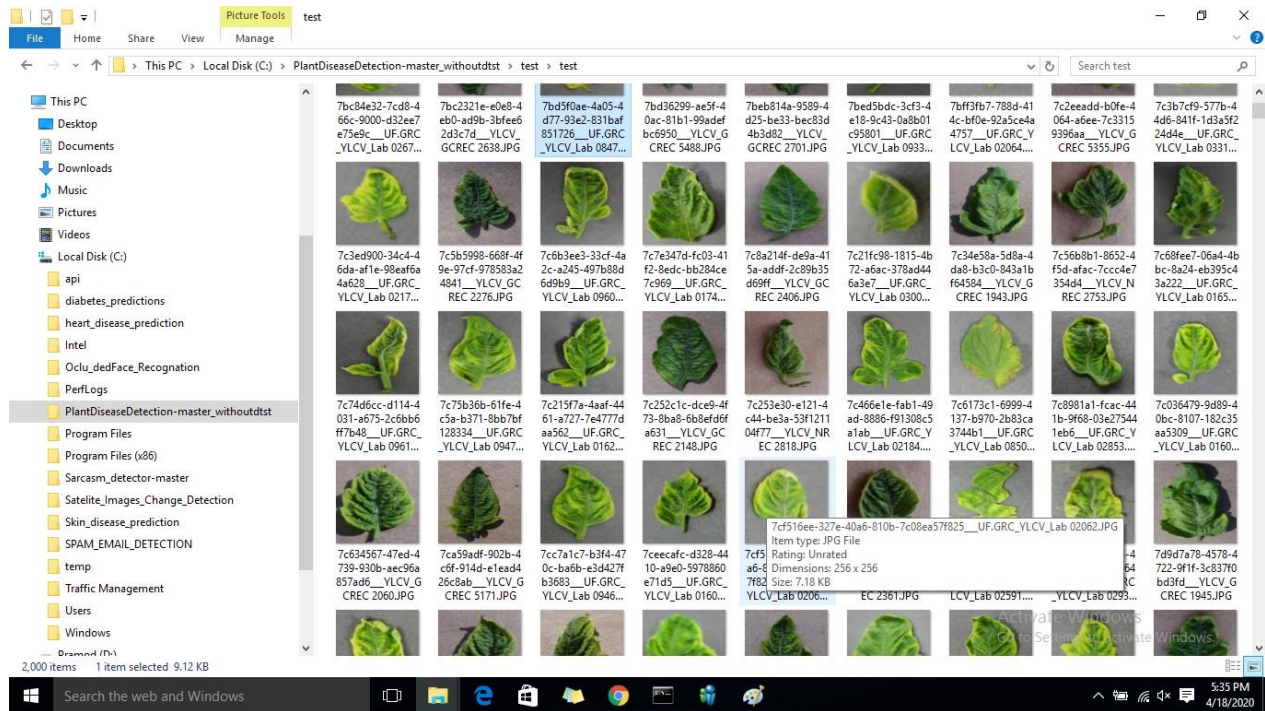 Picture Tools
test
File
Home
Share
View
Manage
This PC > Local Disk (C:) > PlantDiseaseDetection-master_withoutdtst > test > test
Search test
This PC
Desktop
Documents
Downloads
Music
Pictures
Videos
Local Disk (C:)
api
diabetes_predictions
heart_disease_prediction
Intel
Oclu_dedFace_Recognation
PerfLogs
PlantDiseaseDetection-master_withoutdtst
Program Files
Program Files (x86)
Sarcasm_detector-master
Satelite_Images_Change_Detection
Skin_disease_prediction
SPAM_EMAIL_DETECTION
temp
Traffic Management
Users
Windows
Pramod (D:)
7bc84e32-7cd8-4
66c-9000-d32ee7
e75e9c__UF.GRC
_YLCV_Lab 0267...
7bc2321e-e0e8-4
eb0-ad9b-3bfee6
2d3c7d__YLCV_
GCREC 2638.JPG
7bd5f0ae-4a05-4
d77-93e2-831baf
851726__UF.GRC
_YLCV_Lab 0847...
7bd36299-ae5f-4
0ac-81b1-99adef
bc6950__YLCV_G
CREC 5488.JPG
7beb814a-9589-4
d25-be33-bec83d
4b3d82__YLCV_
GCREC 2701.JPG
7bed5bdc-3cf3-4
e18-9c43-0a8b01
c95801__UF.GRC
_YLCV_Lab 0933...
7bff3fb7-788d-41
4c-bf0e-92a5ce4a
4757__UF.GRC_Y
LCV_Lab 02064....
7c2eeadd-b0fe-4
064-a6ee-7c3315
9396aa__YLCV_G
CREC 5355.JPG
7c3b7cf9-577b-4
4d6-841f-1d3a5f2
24d4e__UF.GRC_
YLCV_Lab 0331...
7c3ed900-34c4-4
6da-af1e-98eaf6a
4a628__UF.GRC_
YLCV_Lab 0217...
7c5b5998-668f-4f
9e-97cf-978583a2
4841__YLCV_GC
REC 2276.JPG
7c6b3ee3-33cf-4a
2c-a245-497b88d
6d9b9__UF.GRC_
YLCV_Lab 0960...
7c7e347d-fc03-41
f2-8edc-bb284ce
7c969__UF.GRC_
YLCV_Lab 0174...
7c8a214f-de9a-41
5a-addf-2c89b35
d69ff__YLCV_GC
REC 2406.JPG
7c21fc98-1815-4b
72-a6ac-378ad44
6a3e7__UF.GRC_
YLCV_Lab 0300...
7c34e58a-5d8a-4
da8-b3c0-843a1b
f64584__YLCV_G
CREC 1943.JPG
7c56b8b1-8652-4
f5d-afac-7ccc4e7
354d4__YLCV_N
REC 2753.JPG
7c68fee7-06a4-4b
bc-8a24-eb395c4
3a222__UF.GRC_
YLCV_Lab 0165...
7c74d6cc-d114-4
031-a675-2c6bb6
ff7b48__UF.GRC_
YLCV_Lab 0961...
7c75b36b-61fe-4
c5a-b371-8bb7bf
128334__UF.GRC
_YLCV_Lab 0947...
7c215f7a-4aaf-44
61-a727-7e4777d
aa562__UF.GRC_
YLCV_Lab 0162...
7c252c1c-dce9-4f
73-8ba8-6b8efd6f
a631__YLCV_GC
REC 2148.JPG
7c253e30-e121-4
c44-be3a-53f1211
04f77__YLCV_NR
EC 2818.JPG
7c466e1e-fab1-49
ad-8886-f91308c5
a1ab__UF.GRC_Y
LCV_Lab 02184....
7c6173c1-6999-4
137-b970-2b83ca
3744b1__UF.GRC
_YLCV_Lab 0850...
7c8981a1-fcac-44
1b-9f68-03e27544
1eb6__UF.GRC_Y
LCV_Lab 02853....
7c036479-9d89-4
0bc-8107-182c35
aa5309__UF.GRC
_YLCV_Lab 0160...
7c634567-47ed-4
739-930b-aec96a
857ad6__YLCV_G
CREC 2060.JPG
7ca59adf-902b-4
c6f-914d-e1ead4
26c8ab__YLCV_G
CREC 5171.JPG
7cc7a1c7-b3f4-47
0c-ba6b-e3d427f
b3683__UF.GRC_
YLCV_Lab 0946...
7ceecafc-d328-44
10-a9e0-5978860
e71d5__UF.GRC_
YLCV_Lab 0160...
7cf5
a6-8
7f82
YLCV_Lab 0206...
7cf516ee-327e-40a6-810b-7c08ea57f825__UF.GRC_YLCV_Lab 02062.JPG
Item type: JPG File
Rating: Unrated
Dimensions: 256 x 256
Size: 7.18 KB
EC 2361.JPG
LCV_Lab 02591....
_YLCV_Lab 0293...
7d9d7a78-4578-4
722-9f1f-3c837f0
bd3fd__YLCV_G
CREC 1945.JPG
Activate Windows
Go to Settings to activate Windows.
2,000 items
1 item selected 9.12 KB
Search the web and Windows
5:35 PM
4/18/2020